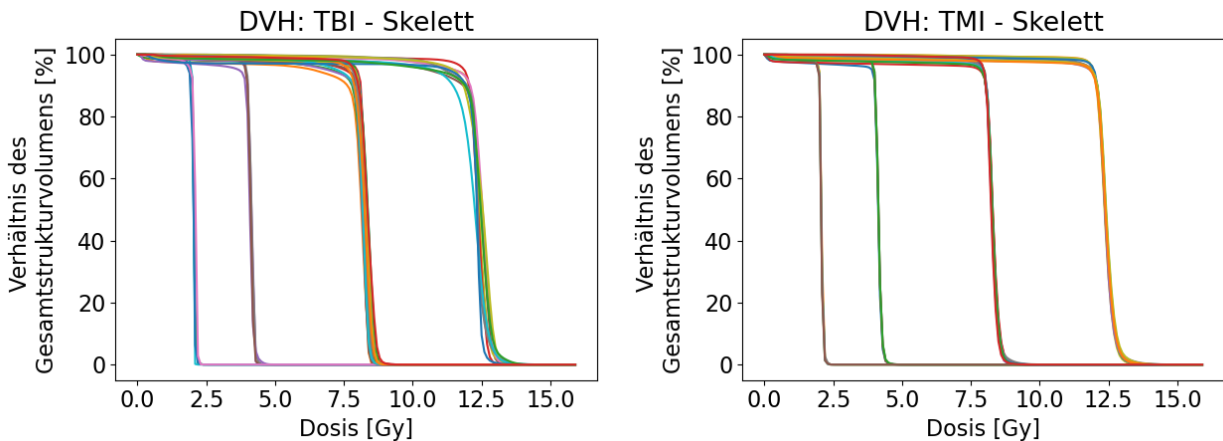 DVH: TBI - Skelett
Verhältnis des
Gesamtstrukturvolumens [%]
100
80
60
40
20
0
0.0 2.5 5.0 7.5 10.0 12.5 15.0
Dosis [Gy]
DVH: TMI - Skelett
Verhältnis des
Gesamtstrukturvolumens [%]
100
80
60
40
20
0
0.0 2.5 5.0 7.5 10.0 12.5 15.0
Dosis [Gy]